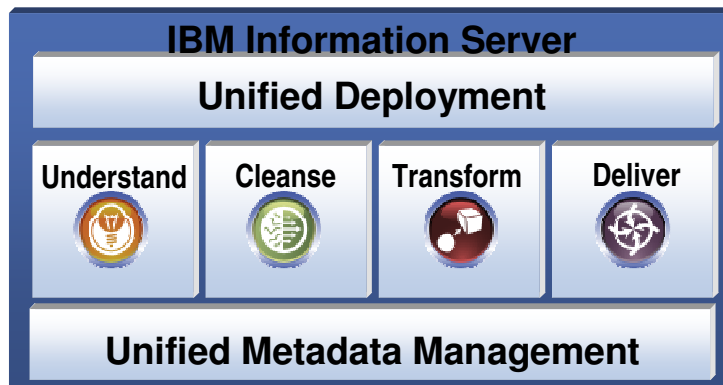 IBM Information Server
Unified Deployment
Understand
Cleanse
Transform
Deliver
Unified Metadata Management